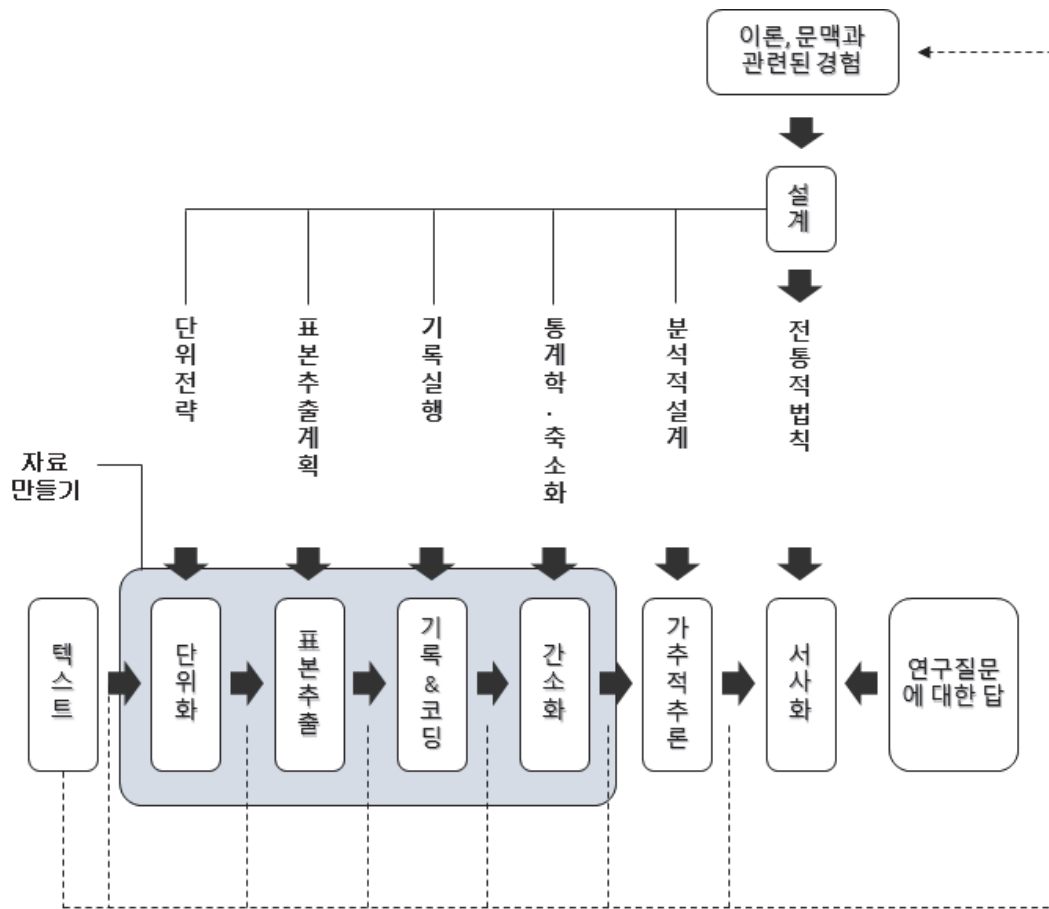 이론, 문맥과
관련된 경험
설계
단위전략
표본추출계획
기록실행
통계학·축소화
분석적설계
전통적법칙
자료
만들기
텍스트
단위화
표본추출
기록&코딩
간소화
가추적추론
서사화
연구질문
에 대한 답